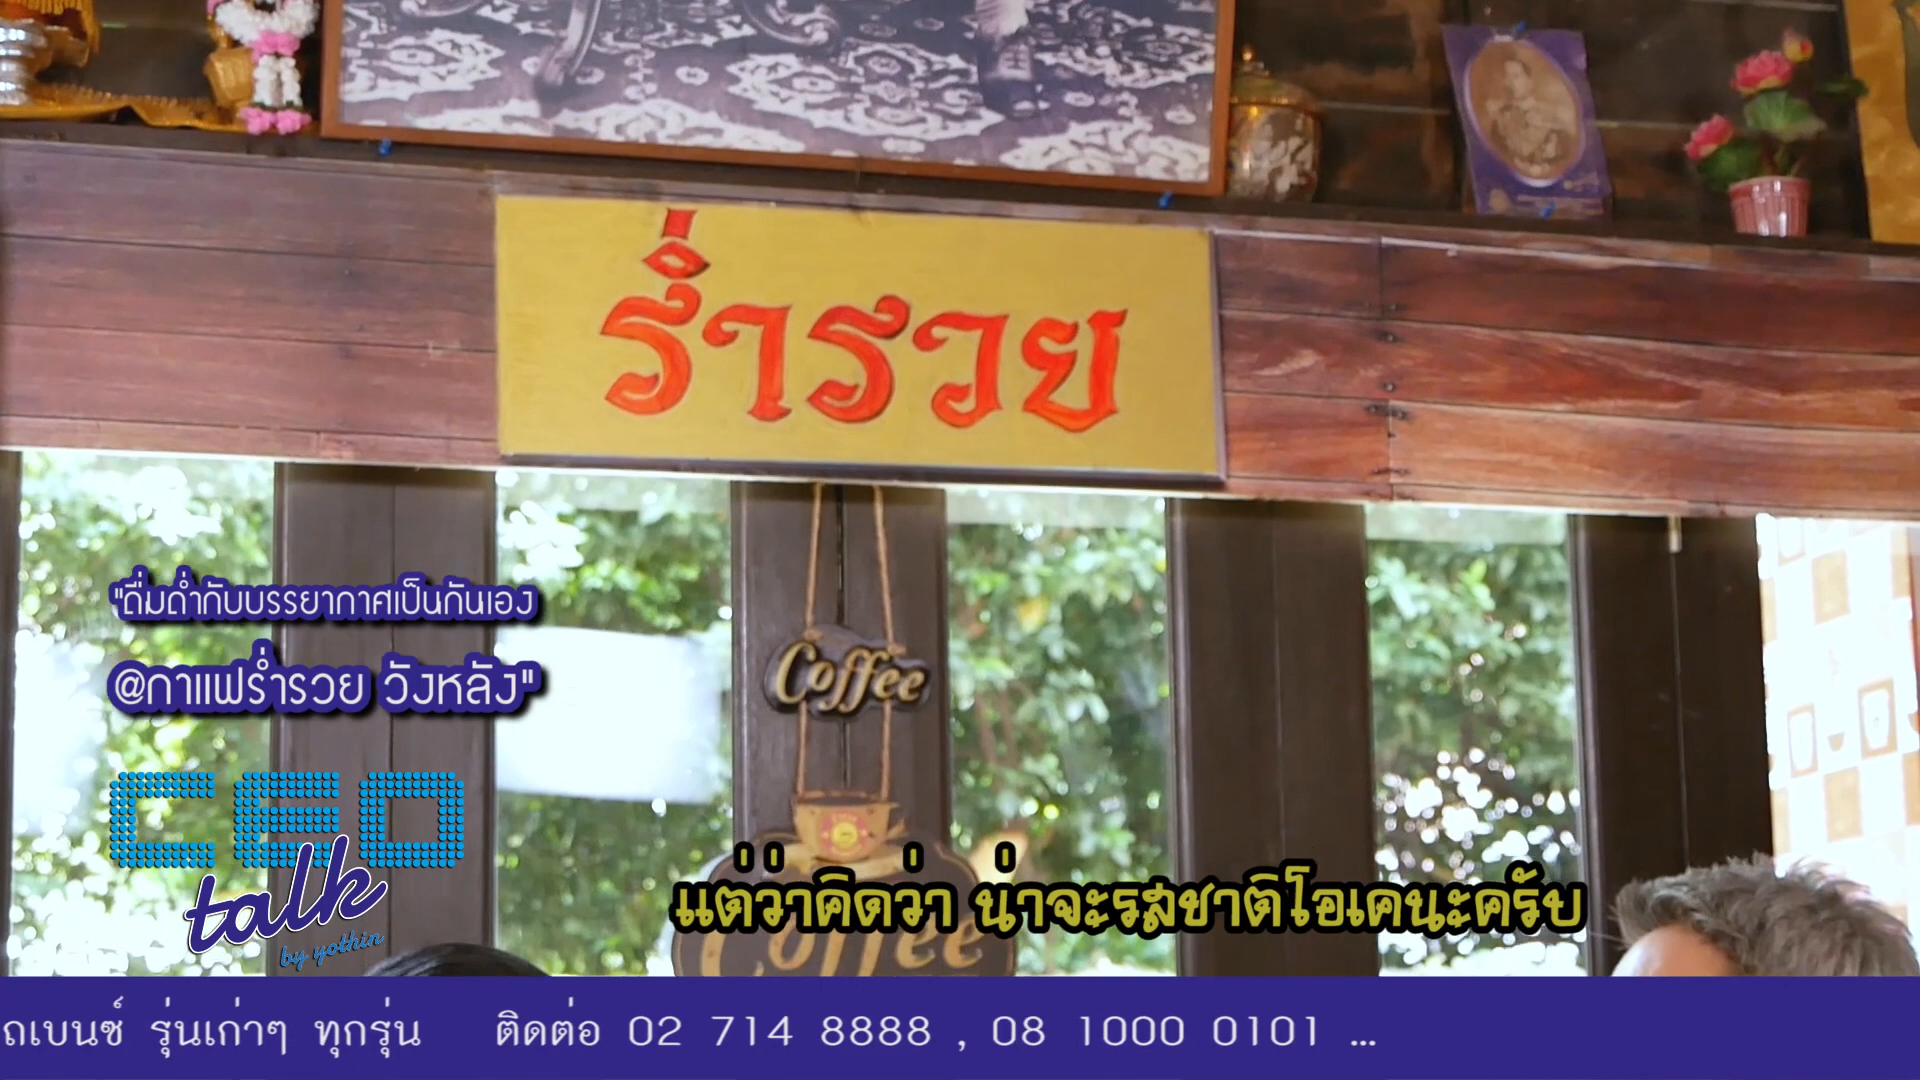 ร่ำรวย
"ดื่มด่ำกับบรรยากาศเป็นกันเอง
@กาแฟร่ำรวย วังหลัง"
Coffee
CEO
talk
by yothin
แต่ว่าคิดว่า น่าจะรสชาติโอเคนะครับ
Coffee
ถเบนซ์ รุ่นเก่าๆ ทุกรุ่น ติดต่อ 02 714 8888 , 08 1000 0101 ...